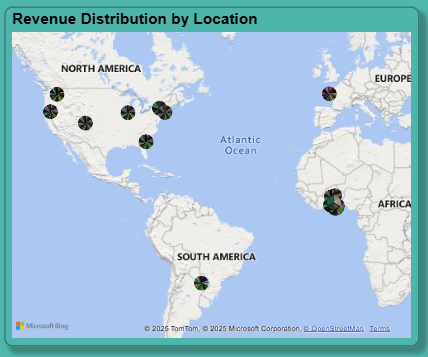 Revenue Distribution by Location
NORTH AMERICA
EUROPE
Atlantic
Ocean
AFRICA
SOUTH AMERICA
Microsoft Bing
© 2025 TomTom, © 2025 Microsoft Corporation, © OpenStreetMap Terms